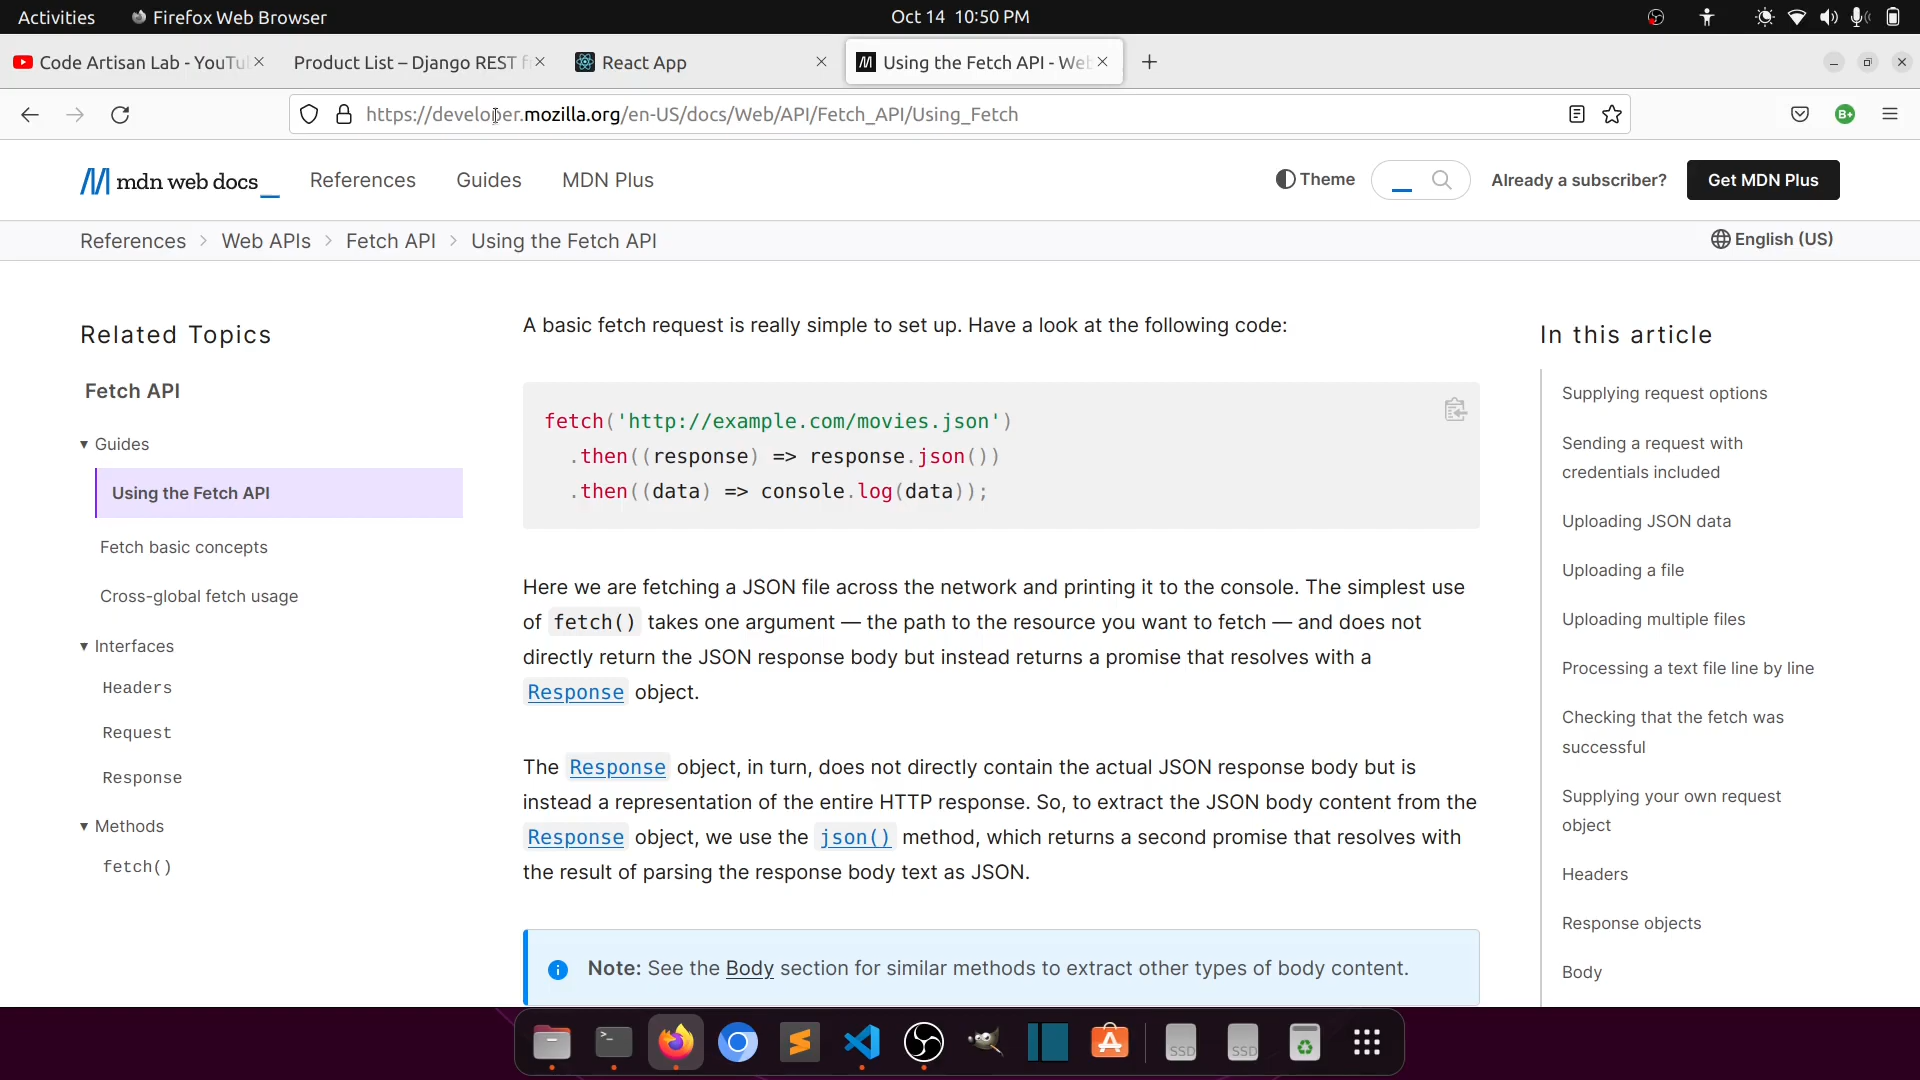 Activities
Firefox Web Browser
Oct 14 10:50 PM
Code Artisan Lab - YouTu
Product List – Django REST f
React App
Using the Fetch API - We
https://developer.mozilla.org/en-US/docs/Web/API/Fetch_API/Using_Fetch
B+
mdn web docs_
References
Guides
MDN Plus
Theme
Already a subscriber?
Get MDN Plus
References > Web APIs > Fetch API > Using the Fetch API
English (US)
Related Topics
Fetch API
Guides
Using the Fetch API
Fetch basic concepts
Cross-global fetch usage
Interfaces
Headers
Request
Response
Methods
fetch()
A basic fetch request is really simple to set up. Have a look at the following code:
fetch('http://example.com/movies.json')
.then((response) => response.json())
.then((data) => console.log(data));
Here we are fetching a JSON file across the network and printing it to the console. The simplest use
of fetch() takes one argument — the path to the resource you want to fetch — and does not
directly return the JSON response body but instead returns a promise that resolves with a
Response object.
The Response object, in turn, does not directly contain the actual JSON response body but is
instead a representation of the entire HTTP response. So, to extract the JSON body content from the
Response object, we use the json() method, which returns a second promise that resolves with
the result of parsing the response body text as JSON.
Note: See the Body section for similar methods to extract other types of body content.
In this article
Supplying request options
Sending a request with
credentials included
Uploading JSON data
Uploading a file
Uploading multiple files
Processing a text file line by line
Checking that the fetch was
successful
Supplying your own request
object
Headers
Response objects
Body
SSD
SSD